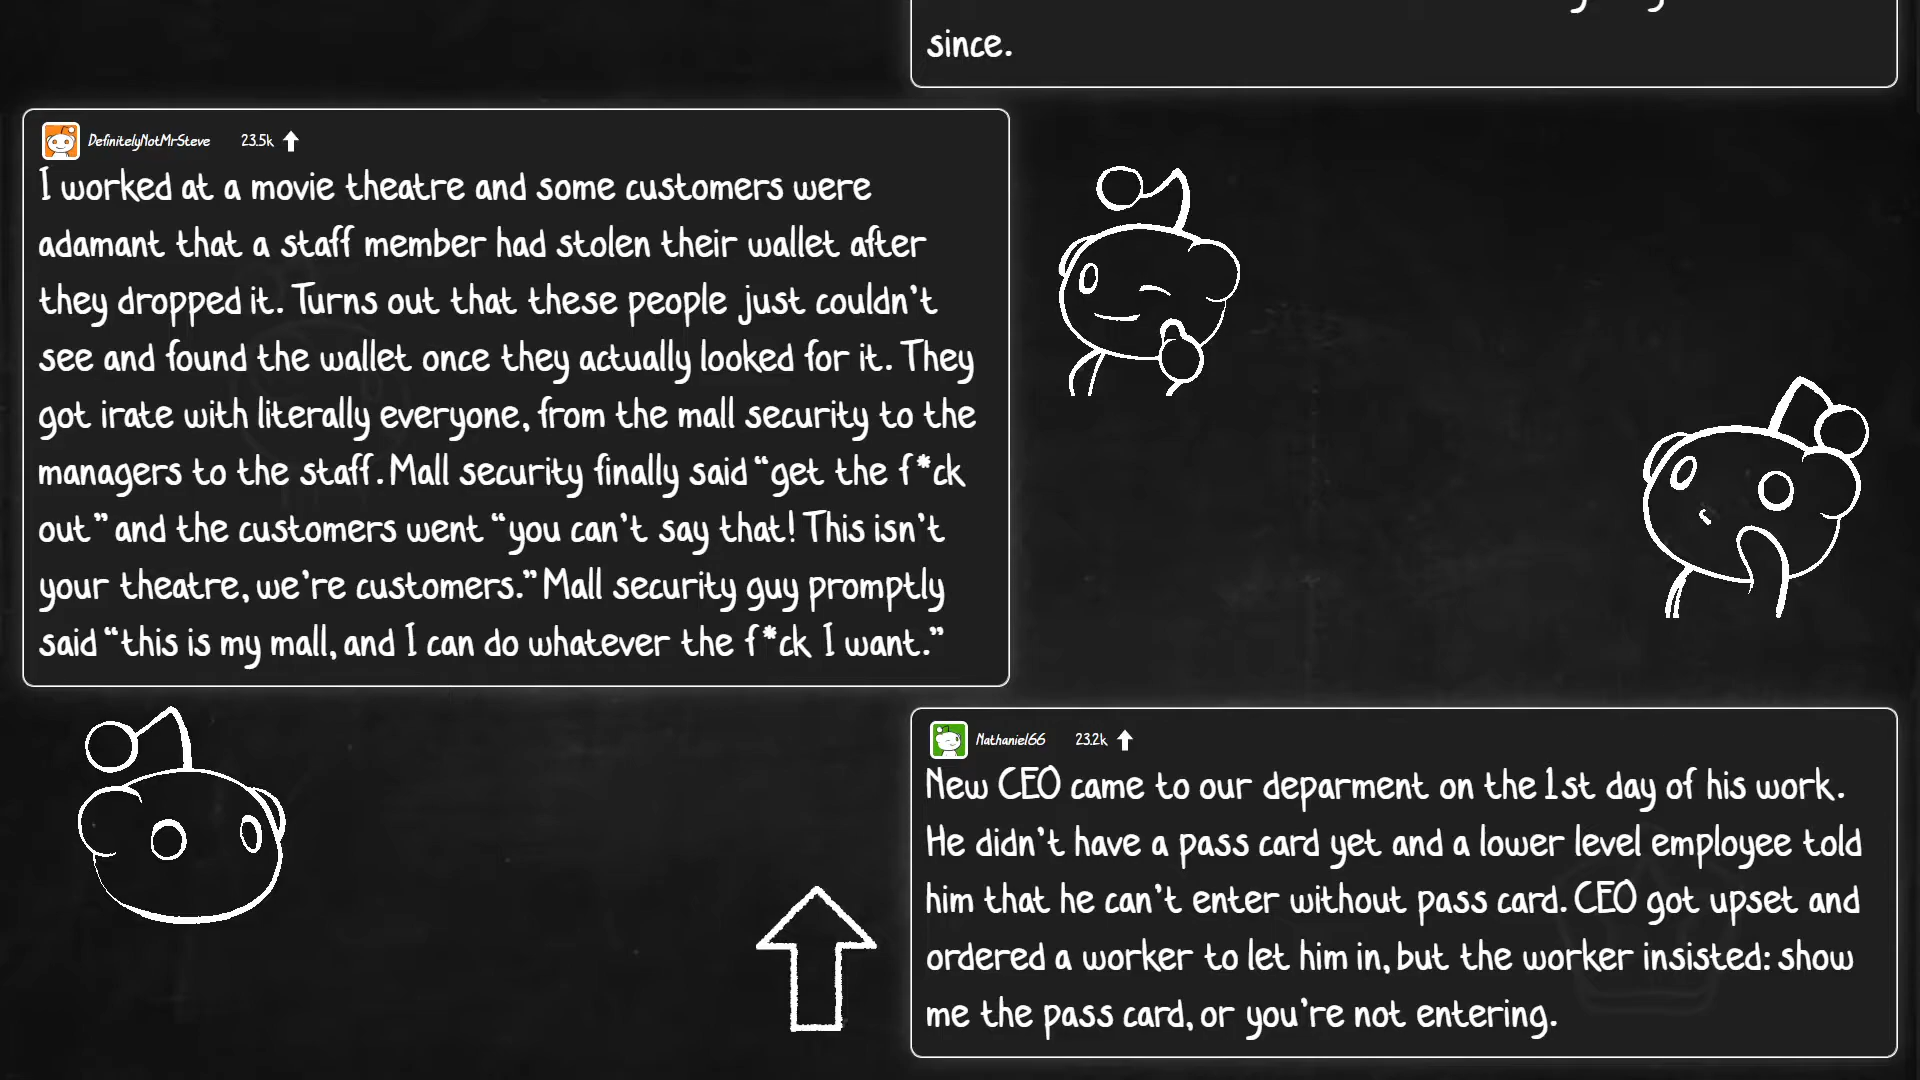 since.
DefinitelyNotMrSteve 23.5k
I worked at a movie theatre and some customers were
adamant that a staff member had stolen their wallet after
they dropped it. Turns out that these people just couldn't
see and found the wallet once they actually looked for it. They
got irate with literally everyone, from the mall security to the
managers to the staff. Mall security finally said “get the f*ck
out” and the customers went “you can't say that! This isn't
your theatre, we're customers.” Mall security guy promptly
said “this is my mall, and I can do whatever the f*ck I want.”
Nathaniel66 23.2k
New CEO came to our deparment on the 1st day of his work.
He didn't have a pass card yet and a lower level employee told
him that he can't enter without pass card. CEO got upset and
ordered a worker to let him in, but the worker insisted: show
me the pass card, or you're not entering.